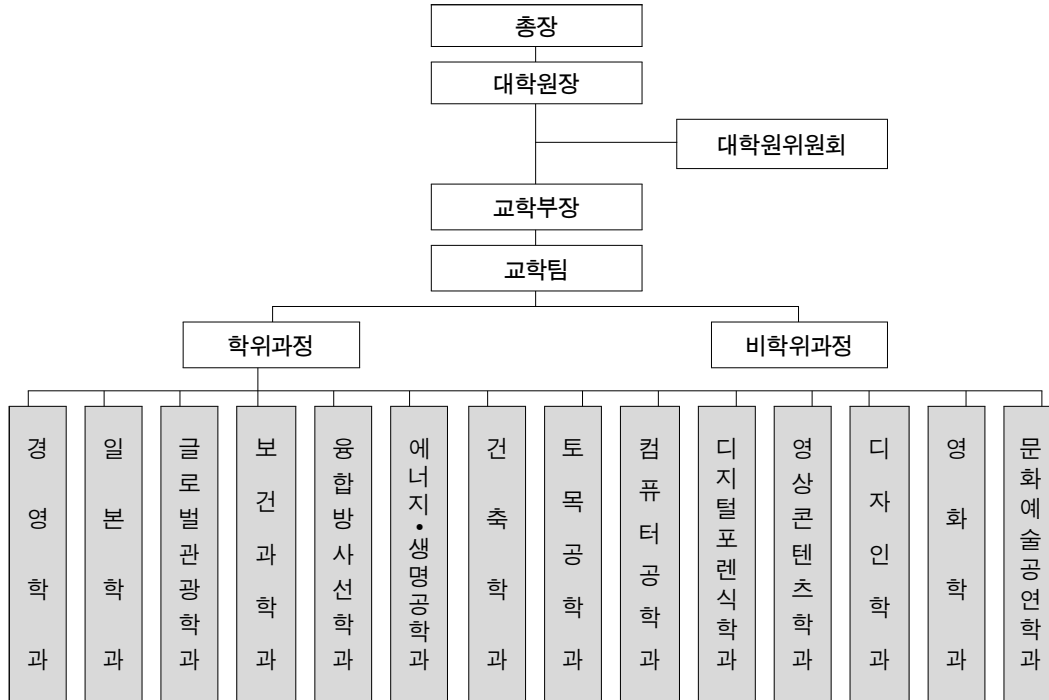 총장
대학원장
대학원위원회
교학부장
교학팀
학위과정
비학위과정
경영학과
일본학과
글로벌관광학과
보건과학과
융합방사선학과
에너지•생명공학과
건축학과
토목공학과
컴퓨터공학과
디지털포렌식학과
영상콘텐츠학과
디자인학과
영화학과
문화예술공연학과